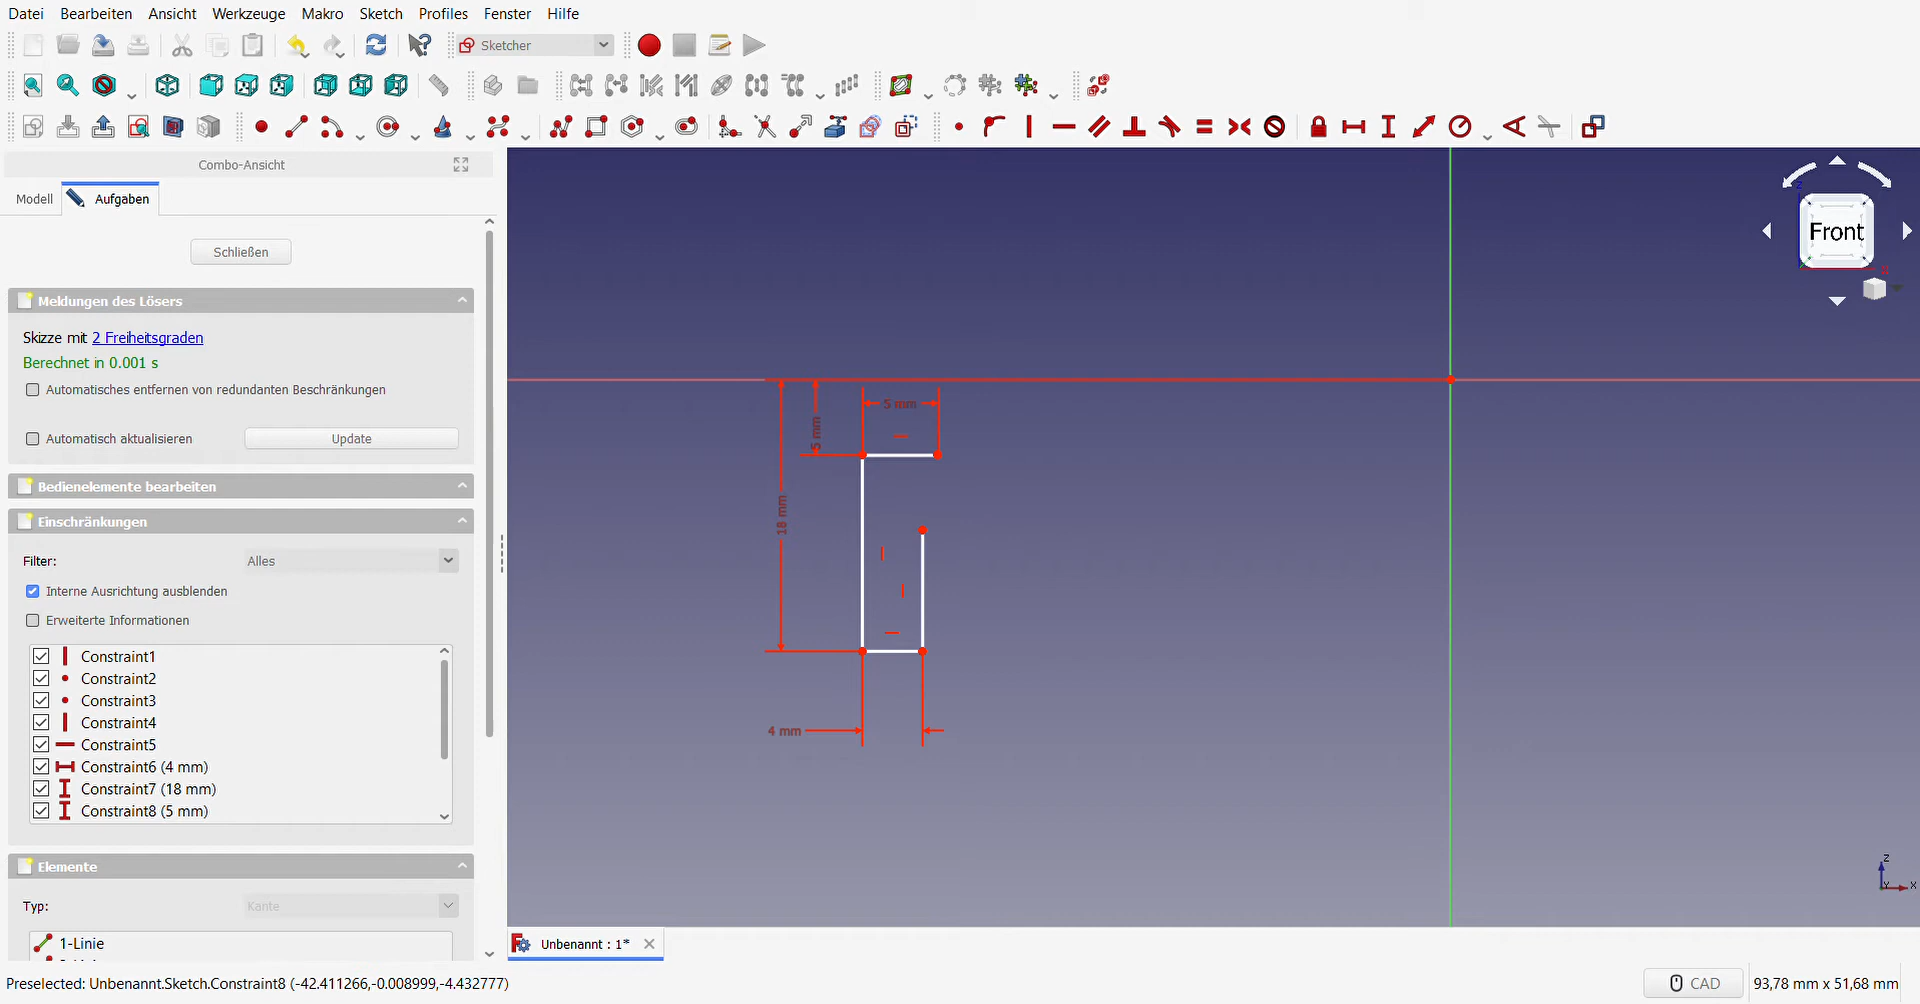 Datei Bearbeiten Ansicht Werkzeuge Makro Sketch Profiles Fenster Hilfe
Sketcher
Combo-Ansicht
Modell Aufgaben
Schließen
Meldungen des Lösers
Skizze mit 2 Freiheitsgraden
Berechnet in 0.001 s
Automatisches entfernen von redundanten Beschränkungen
Automatisch aktualisieren Update
Bedienelemente bearbeiten
Einschränkungen
Filter: Alles
Interne Ausrichtung ausblenden
Erweiterte Informationen
Constraint1
Constraint2
Constraint3
Constraint4
Constraint5
Constraint6 (4 mm)
Constraint7 (18 mm)
Constraint8 (5 mm)
Elemente
Typ: Kante
1-Linie
5 mm
5 mm
18 mm
4 mm
Front
z
x
z
Y
x
Unbenannt : 1*
Preselected: Unbenannt.Sketch.Constraint8 (-42.411266,-0.008999,-4.432777)
CAD 93,78 mm x 51,68 mm